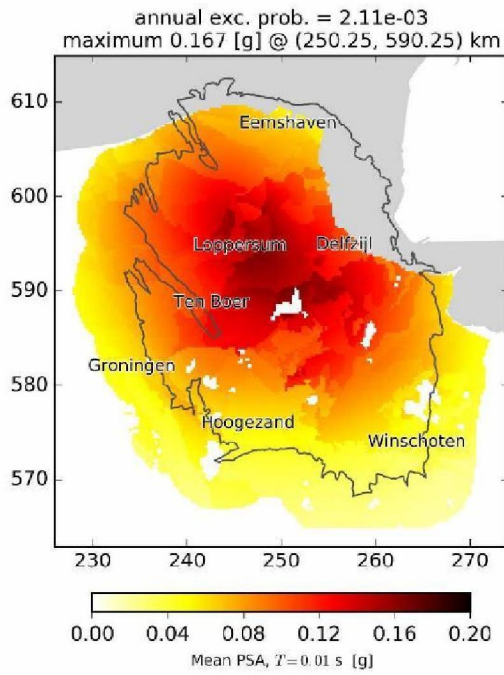 annual exc. prob. = 2.11e-03
maximum 0.167 [g] @ (250.25, 590.25) km
610
Eemshaven
600
Loppersum
Delfzijl
590
Ten Boer
Groningen
580
Hoogezand
Winschoten
570
230 240 250 260 270
0.00 0.04 0.08 0.12 0.16 0.20
Mean PSA, T=0.01 s [g]